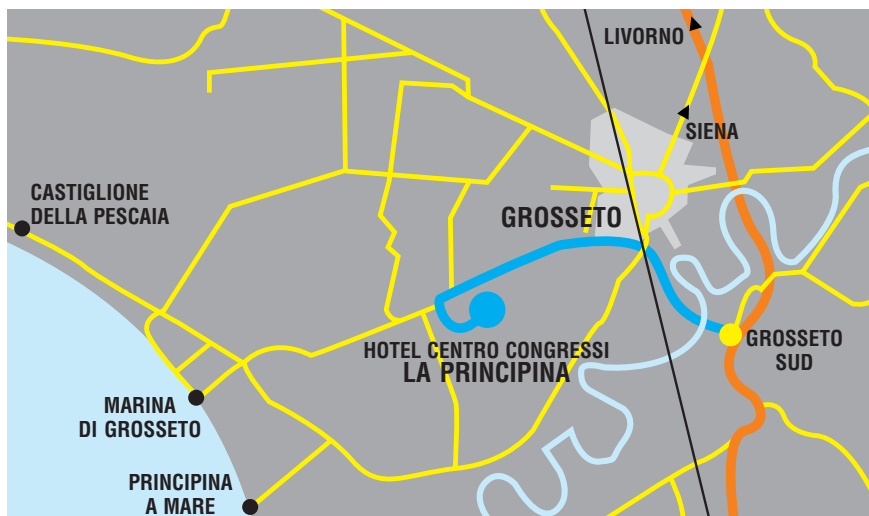 LIVORNO
SIENA
CASTIGLIONE
DELLA PESCAIA
GROSSETO
HOTEL CENTRO CONGRESSI
LA PRINCIPINA
GROSSETO
SUD
MARINA
DI GROSSETO
PRINCIPINA
A MARE